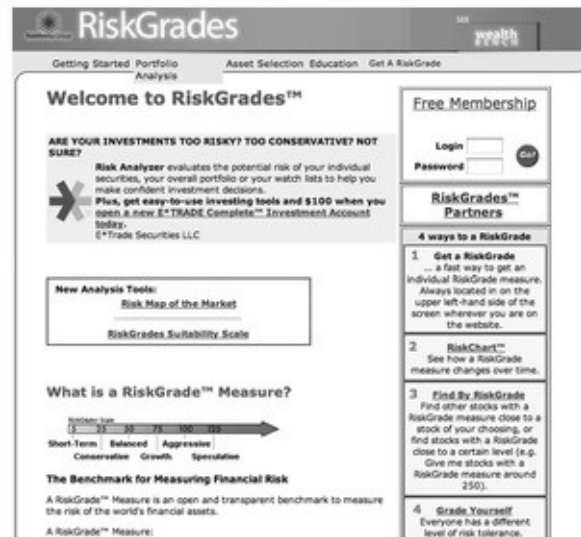 RiskGrades
SEE
wealth
BENCH
Getting Started Portfolio Analysis Asset Selection Education Get A RiskGrade
Welcome to RiskGrades™
ARE YOUR INVESTMENTS TOO RISKY? TOO CONSERVATIVE? NOT
SURE?
Risk Analyzer evaluates the potential risk of your individual
securities, your overall portfolio or your watch lists to help you
make confident investment decisions.
Plus, get easy-to-use investing tools and $100 when you
open a new E*TRADE Complete™ Investment Account
today.
E*Trade Securities LLC
New Analysis Tools:
Risk Map of the Market
RiskGrades Suitability Scale
What is a RiskGrade™ Measure?
RiskGrades Scale
5 25 50 75 100 125
Short-Term Balanced Aggressive
Conservative Growth Speculative
The Benchmark for Measuring Financial Risk
A RiskGrade™ Measure is an open and transparent benchmark to measure
the risk of the world's financial assets.
A RiskGrade™ Measure:
Free Membership
Login
Password
Go!
RiskGrades™
Partners
4 ways to a RiskGrade
1 Get a RiskGrade
... a fast way to get an
individual RiskGrade measure.
Always located in on the
upper left-hand side of the
screen wherever you are on
the website.
2 RiskChart™
See how a RiskGrade
measure changes over time.
3 Find By RiskGrade
Find other stocks with a
RiskGrade measure close to a
stock of your choosing, or
find stocks with a RiskGrade
close to a certain level (e.g.
Give me stocks with a
RiskGrade measure around
250).
4 Grade Yourself
Everyone has a different
level of risk tolerance.